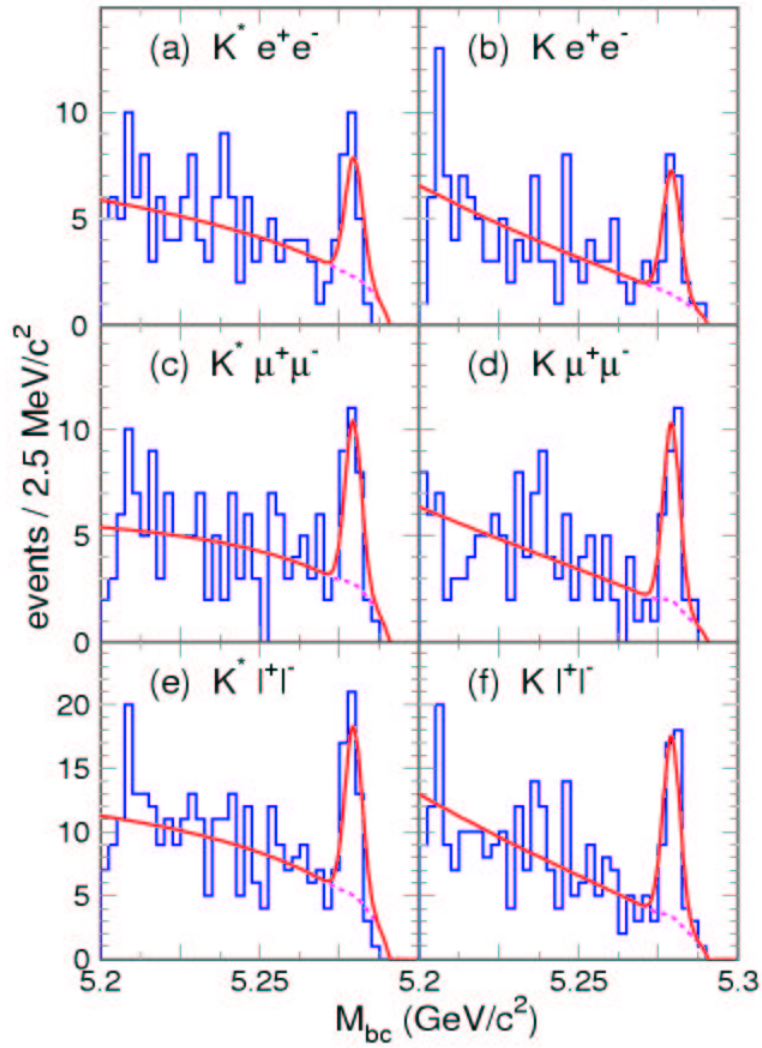 (a) K* e⁺e⁻
(b) K e⁺e⁻
10
5
0
(c) K* μ⁺μ⁻
(d) K μ⁺μ⁻
10
5
0
(e) K* l⁺l⁻
(f) K l⁺l⁻
20
15
10
5
0
5.2
5.25
5.2
5.25
5.3
events / 2.5 MeV/c²
M_bc (GeV/c²)